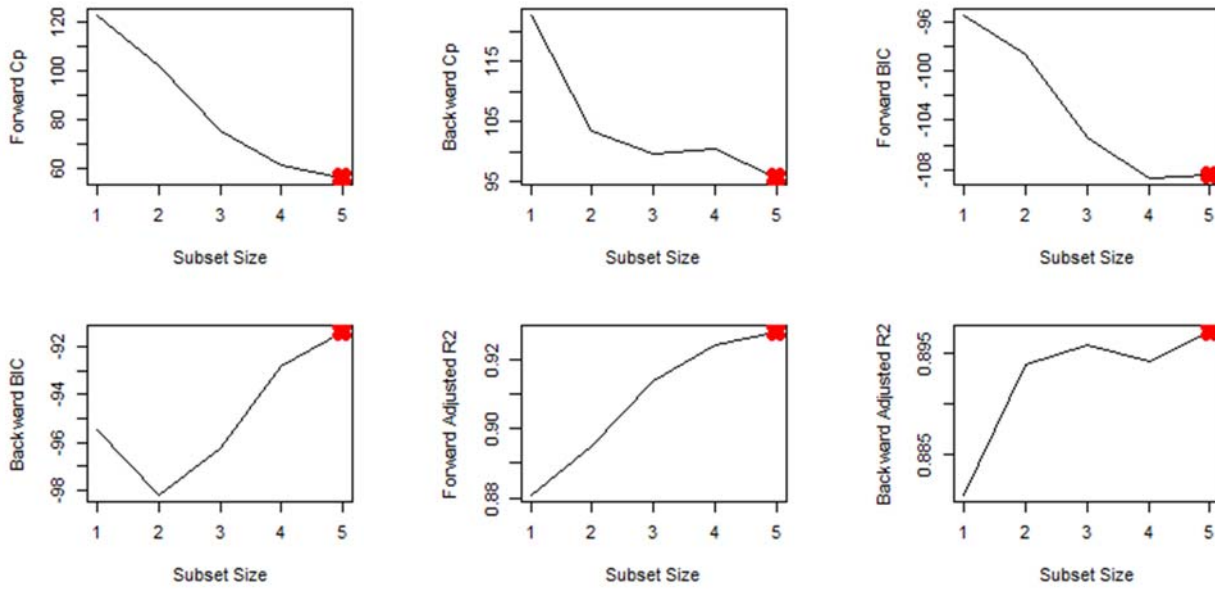 Forward Cp
120
100
80
60
1 2 3 4 5
Subset Size
Backward Cp
115
105
95
1 2 3 4 5
Subset Size
Forward BIC
-96
-100
-104
-108
1 2 3 4 5
Subset Size
Backward BIC
-92
-94
-96
-98
1 2 3 4 5
Subset Size
Forward Adjusted R2
0.92
0.90
0.88
1 2 3 4 5
Subset Size
Backward Adjusted R2
0.895
0.885
1 2 3 4 5
Subset Size